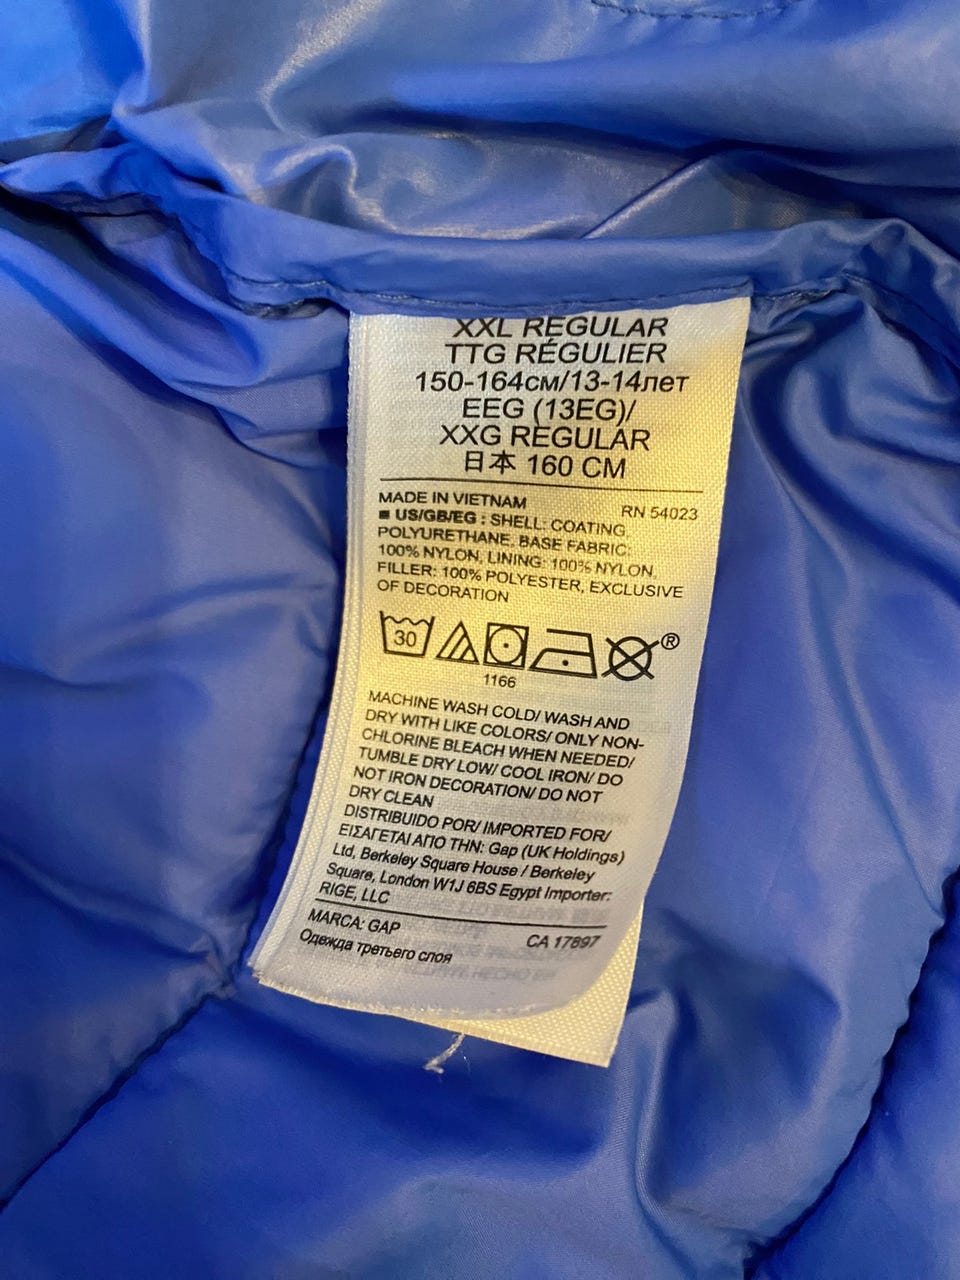 XXL REGULAR
TTG RÉGULIER
150-164см/13-14лет
EEG (13EG)/
XXG REGULAR
日本 160 CM
MADE IN VIETNAM
RN 54023
US/GB/EG : SHELL: COATING,
POLYURETHANE, BASE FABRIC:
100% NYLON, LINING: 100% NYLON,
FILLER: 100% POLYESTER, EXCLUSIVE
OF DECORATION
30
®
1166
MACHINE WASH COLD/ WASH AND
DRY WITH LIKE COLORS/ ONLY NON-
CHLORINE BLEACH WHEN NEEDED/
TUMBLE DRY LOW/ COOL IRON/ DO
NOT IRON DECORATION/ DO NOT
DRY CLEAN
DISTRIBUIDO POR/ IMPORTED FOR/
ΕΙΣΑΓΕΤΑΙ ΑΠΟ ΤΗΝ: Gap (UK Holdings)
Ltd, Berkeley Square House / Berkeley
Square, London W1J 6BS Egypt Importer:
RIGE, LLC
MARCA: GAP
CA 17897
Одежда третьего слоя